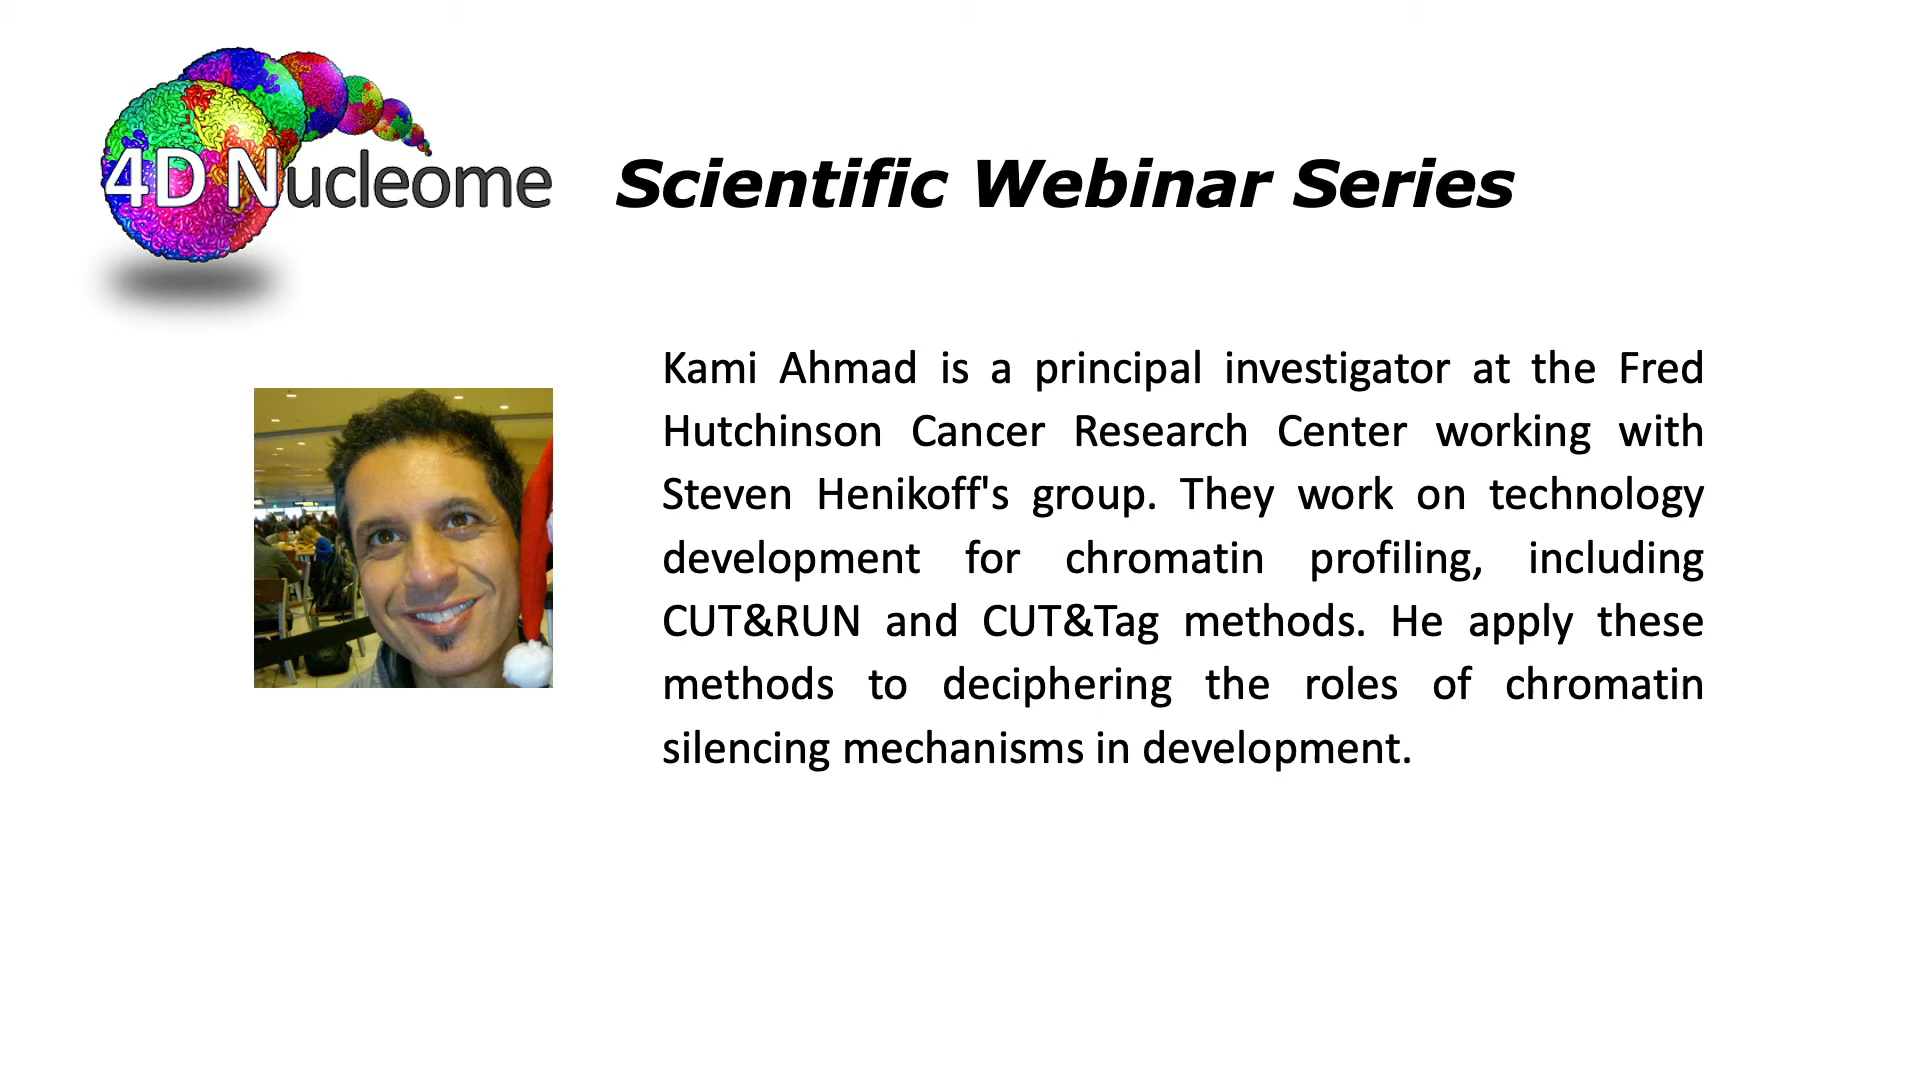 4D Nucleome
Scientific Webinar Series
Kami Ahmad is a principal investigator at the Fred
Hutchinson Cancer Research Center working with
Steven Henikoff's group. They work on technology
development for chromatin profiling, including
CUT&RUN and CUT&Tag methods. He apply these
methods to deciphering the roles of chromatin
silencing mechanisms in development.